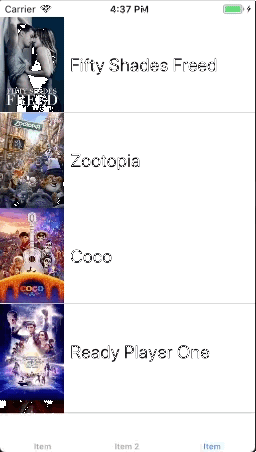 Carrier 4:37 PM
Fifty Shades Freed
FIFTY SHADES
FREED
ZOOTOPIA
Zootopia
Coco
COCO
Ready Player One
Item Item 2 Item